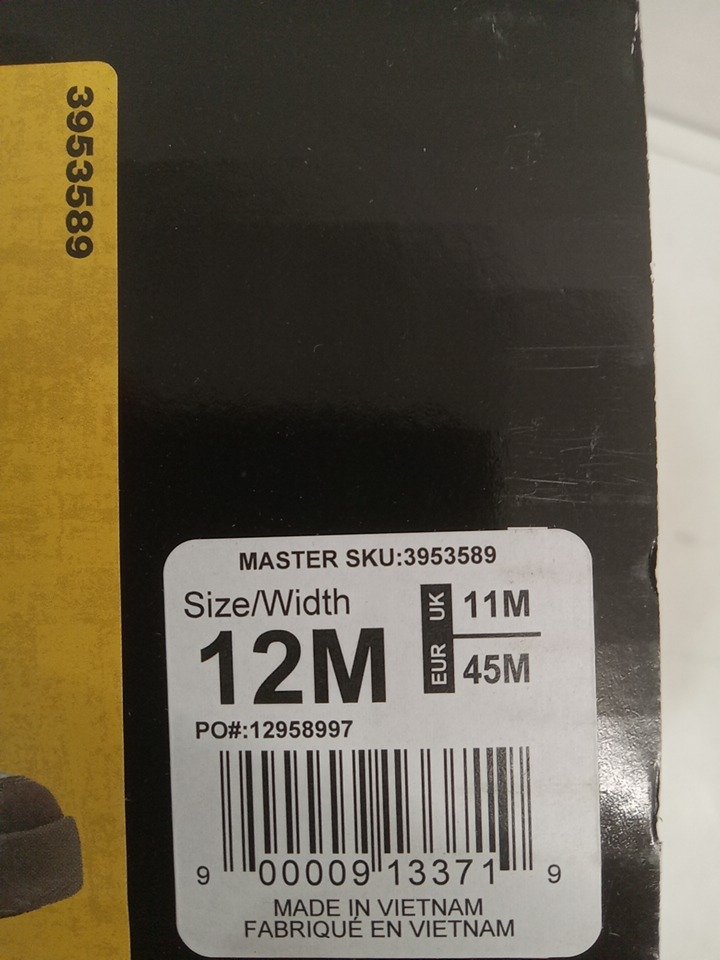 3953589
MASTER SKU:3953589
Size/Width
12M
UK 11M
EUR 45M
PO#:12958997
9 00009 13371 9
MADE IN VIETNAM
FABRIQUÉ EN VIETNAM